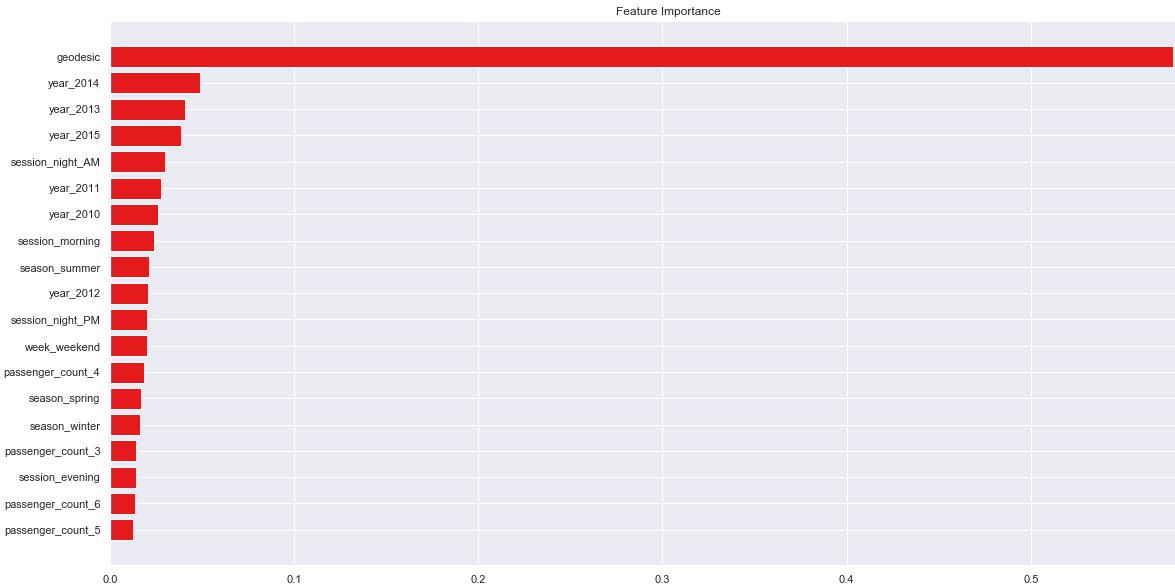 Feature Importance
geodesic
year_2014
year_2013
year_2015
session_night_AM
year_2011
year_2010
session_morning
season_summer
year_2012
session_night_PM
week_weekend
passenger_count_4
season_spring
season_winter
passenger_count_3
session_evening
passenger_count_6
passenger_count_5
0.0 0.1 0.2 0.3 0.4 0.5